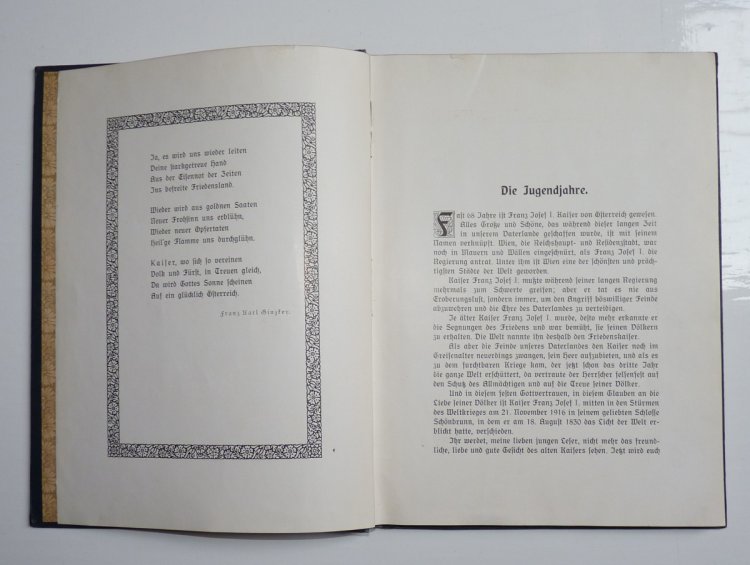 Ja, es wird uns wieder leiten
Deine starkgetreue Hand
Aus der Eisennot der Zeiten
Ins befreite Friedensland.
Wieder wird aus goldnen Saaten
Neuer Frohsinn uns erblühn,
Wieder neuer Opfertaten
Heil'ge Flamme uns durchglühn.
Kaiser, wo sich so vereinen
Volk und Fürst, in Treuen gleich,
Da wird Gottes Sonne scheinen
Auf ein glücklich Österreich.
Franz Karl Ginzkey.
Die Jugendjahre.
Fast 68 Jahre ist Franz Josef I. Kaiser von Österreich gewesen.
Alles Große und Schöne, das während dieser langen Zeit
in unserem Vaterlande geschaffen wurde, ist mit seinem
Namen verknüpft. Wien, die Reichshaupt- und Residenzstadt, war
noch in Mauern und Wällen eingeschnürt, als Franz Josef I. die
Regierung antrat. Unter ihm ist Wien eine der schönsten und präch-
tigsten Städte der Welt geworden.
Kaiser Franz Josef I. mußte während seiner langen Regierung
mehrmals zum Schwerte greifen; aber er tat es nie aus
Eroberungslust, sondern immer, um den Angriff böswilliger Feinde
abzuwehren und die Ehre des Vaterlandes zu verteidigen.
Je älter Kaiser Franz Josef I. wurde, desto mehr erkannte er
die Segnungen des Friedens und war bemüht, sie seinen Völkern
zu erhalten. Die Welt nannte ihn deshalb den Friedenskaiser.
Als aber die Feinde unseres Vaterlandes den Kaiser noch im
Greisenalter neuerdings zwangen, sein Heer aufzubieten, und als es
zu dem furchtbaren Kriege kam, der jetzt schon das dritte Jahr
die ganze Welt erschüttert, da vertraute der Herrscher felsenfest auf
den Schutz des Allmächtigen und auf die Treue seiner Völker.
Und in diesem festen Gottvertrauen, in diesem Glauben an die
Liebe seiner Völker ist Kaiser Franz Josef I. mitten in den Stürmen
des Weltkrieges am 21. November 1916 in seinem geliebten Schlosse
Schönbrunn, in dem er am 18. August 1830 das Licht der Welt
erblickt hatte, verschieden.
Ihr werdet, meine lieben jungen Leser, nicht mehr das freund-
liche, liebe und gute Gesicht des alten Kaisers sehen. Jetzt wird euch